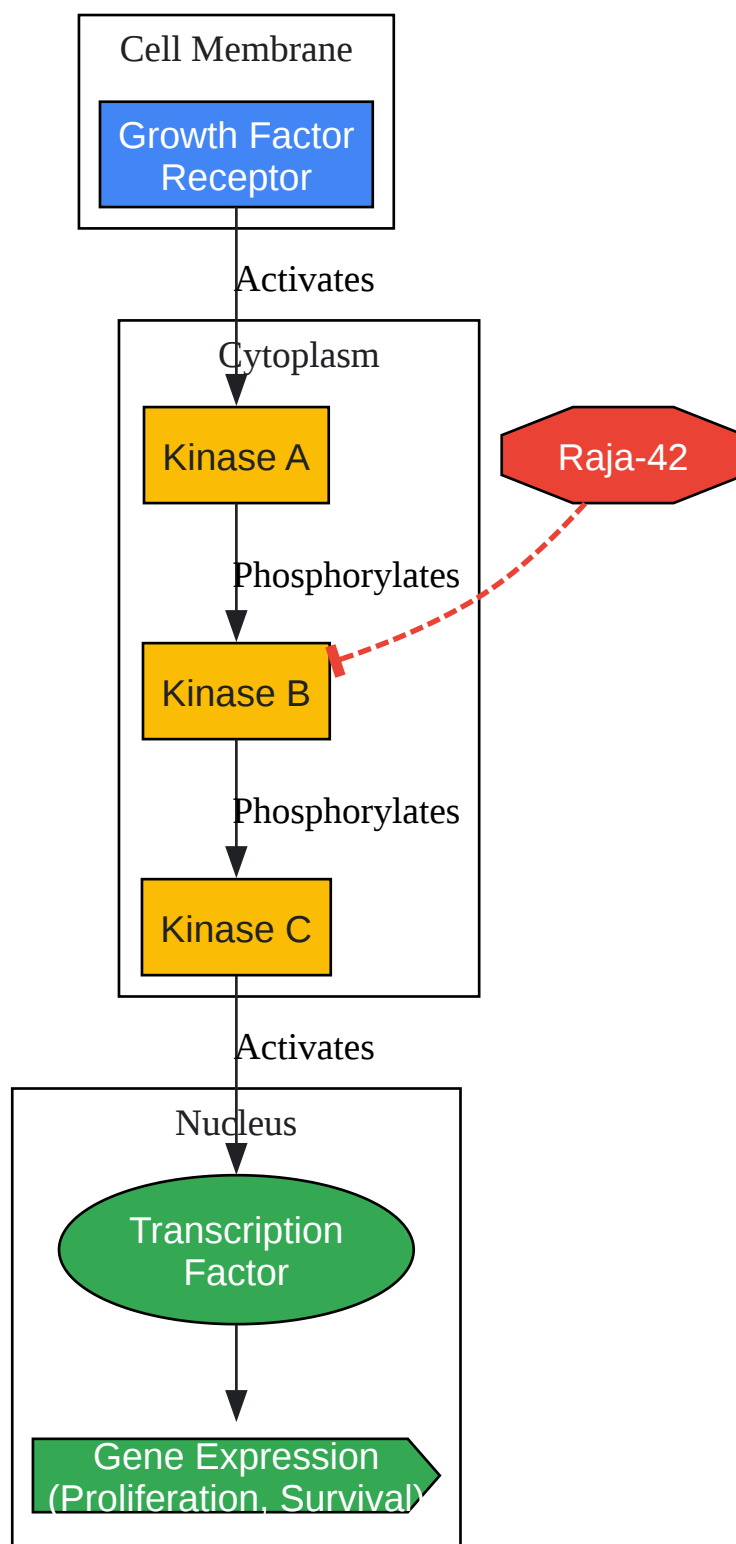 Cell Membrane
Growth Factor
Receptor
Activates
Cytoplasm
Kinase A
Raja-42
Phosphorylates
Kinase B
Phosphorylates
Kinase C
Activates
Nucleus
Transcription
Factor
Gene Expression
(Proliferation, Survival)